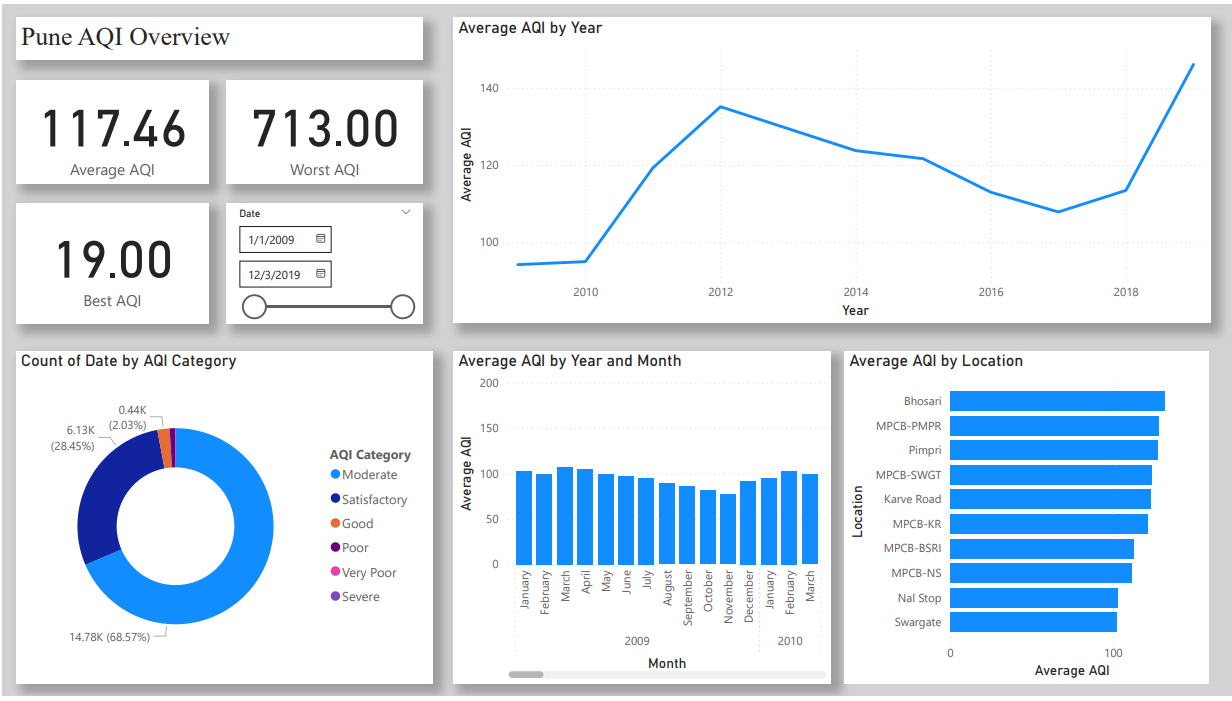 Pune AQI Overview
117.46
Average AQI
713.00
Worst AQI
19.00
Best AQI
Date
1/1/2009
12/3/2019
Average AQI by Year
Average AQI
140
120
100
2010 2012 2014 2016 2018
Year
Count of Date by AQI Category
0.44K
(2.03%)
6.13K
(28.45%)
14.78K (68.57%)
AQI Category
Moderate
Satisfactory
Good
Poor
Very Poor
Severe
Average AQI by Year and Month
Average AQI
200
150
100
50
0
January
February
March
April
May
June
July
August
September
October
November
December
January
February
March
2009 2010
Month
Average AQI by Location
Location
Bhosari
MPCB-PMPR
Pimpri
MPCB-SWGT
Karve Road
MPCB-KR
MPCB-BSRI
MPCB-NS
Nal Stop
Swargate
0 100
Average AQI